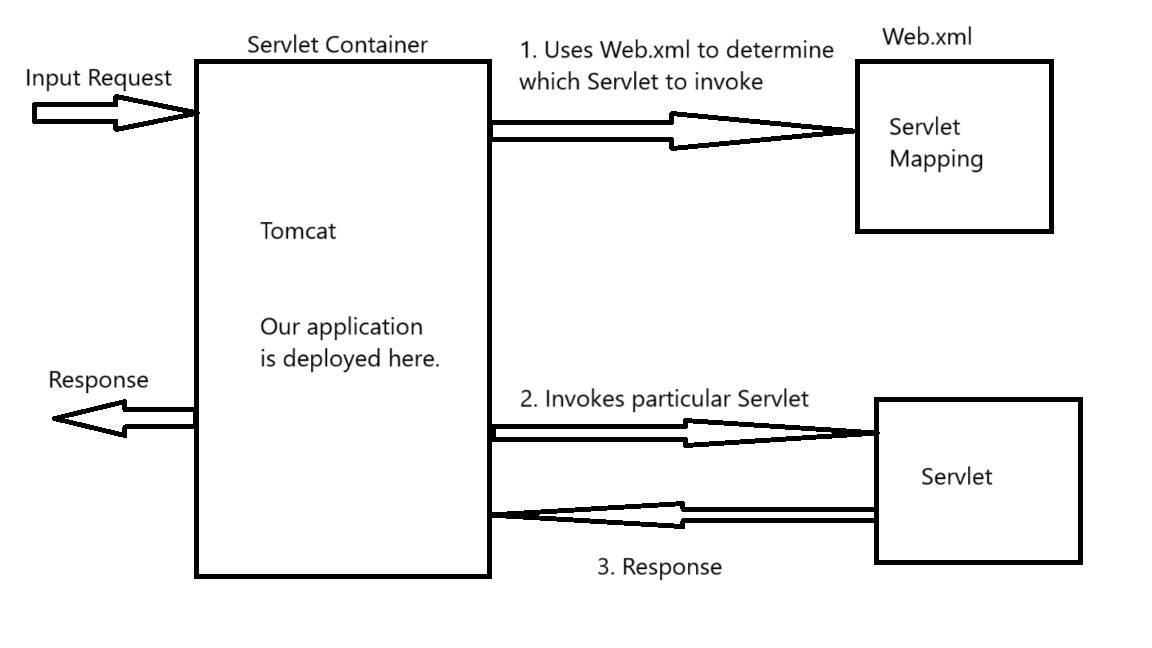 Servlet Container
Input Request
1. Uses Web.xml to determine
which Servlet to invoke
Web.xml
Servlet
Mapping
Tomcat
Our application
is deployed here.
Response
2. Invokes particular Servlet
Servlet
3. Response